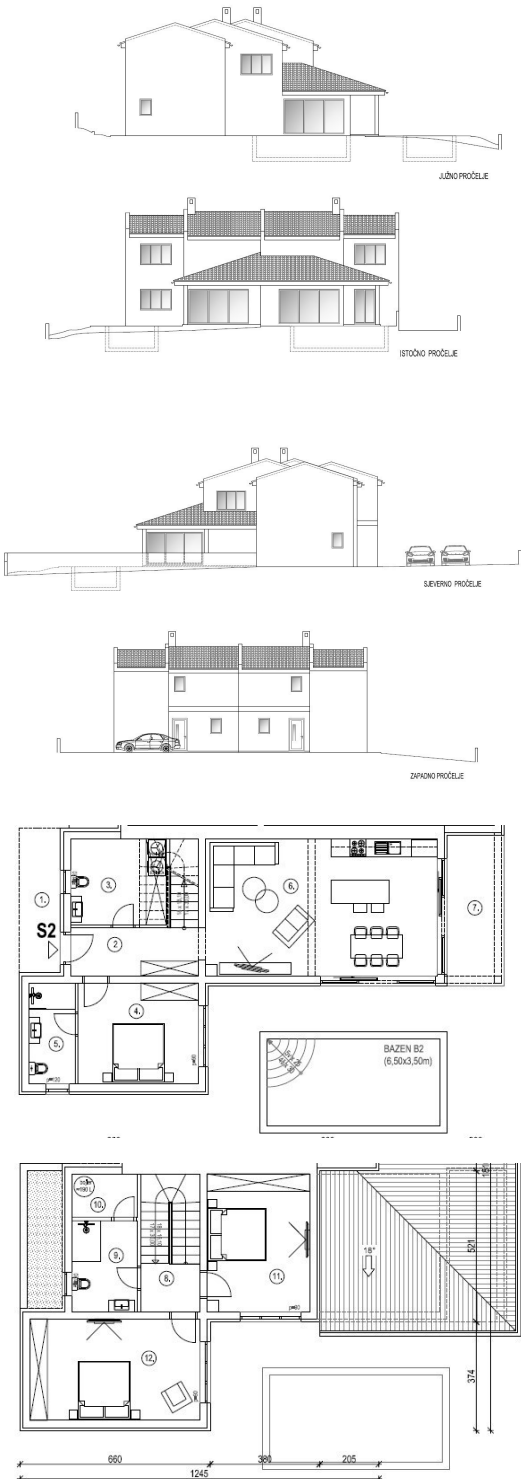 JUŽNO PROČELJE
ISTOČNO PROČELJE
SJEVERNO PROČELJE
ZAPADNO PROČELJE
1.
3.
6.
7.
S2
2
4.
5.
BAZEN B2
(6,50x3,50m)
10.
9.
8.
11.
12.
18°
521
374
660
380
205
1245